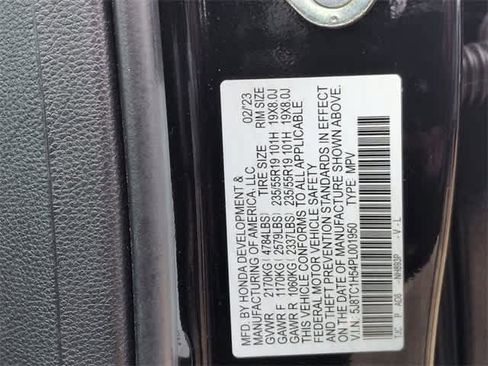 MFD. BY HONDA DEVELOPMENT &
MANUFACTURING OF AMERICA, LLC 02/23
TIRE SIZE RIM SIZE
GVWR 2170KG( 4784LBS)
GAWR F 1170KG( 2579LBS) 235/55R19 101H 19X8.0J
GAWR R 1060KG( 2337LBS) 235/55R19 101H 19X8.0J
THIS VEHICLE CONFORMS TO ALL APPLICABLE
FEDERAL MOTOR VEHICLE SAFETY
AND THEFT PREVENTION STANDARDS IN EFFECT
ON THE DATE OF MANUFACTURE SHOWN ABOVE.
V.I.N: 5J8TC1H54PL001950 TYPE: MPV
TJC P AD6 - NH893P - V - L